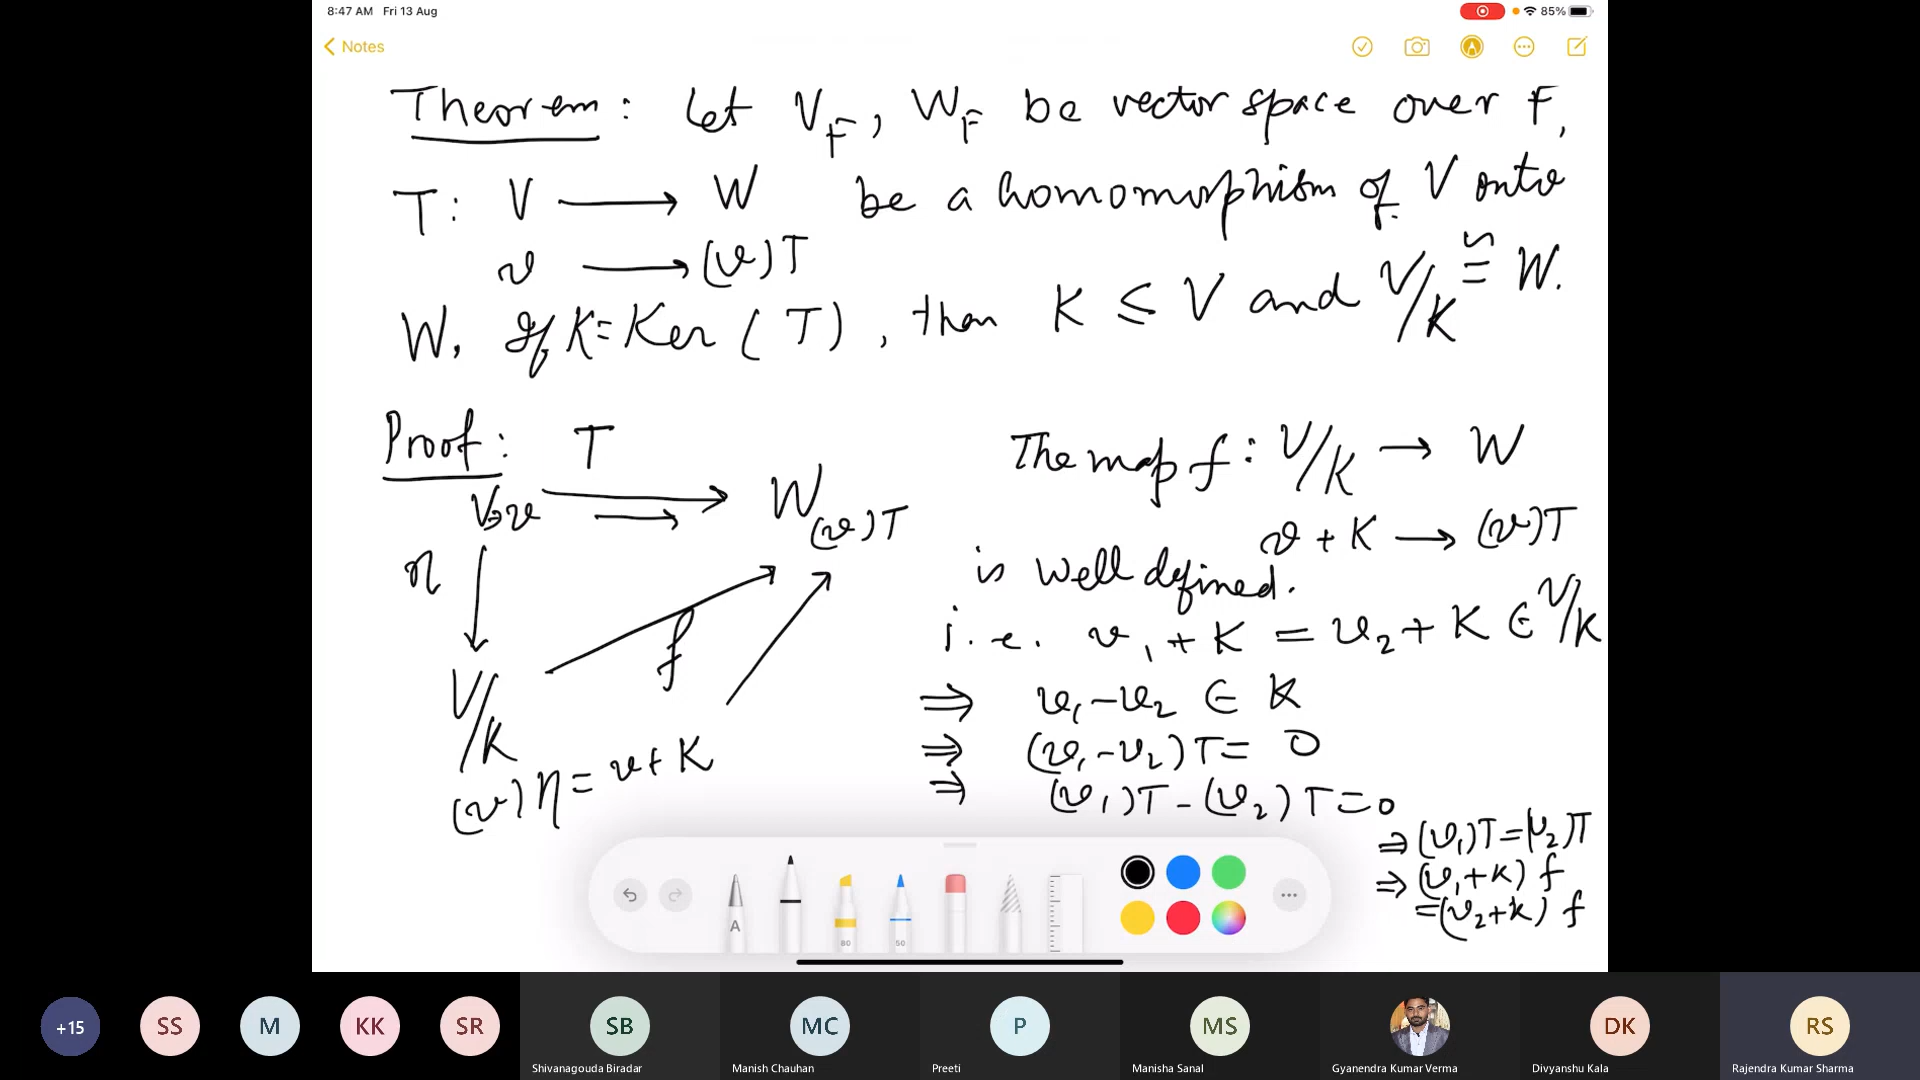 8:47 AM Fri 13 Aug
85%
Notes
Theorem: Let V_F, W_F be vector space over F,
T: V ⟶ W be a homomorphism of V onto
v ⟶ (v)T
W. If K = Ker (T), then K ≤ V and V/K ≅ W.
Proof: T
V∋v ⟶ W
(v)T
η
f
V/K
(v)η = v+K
The map f: V/K → W
v + K ⟶ (v)T
is well defined.
i.e. v₁ + K = v₂ + K ∈ V/K
⇒ v₁ - v₂ ∈ K
⇒ (v₁ - v₂)T = 0
⇒ (v₁)T - (v₂)T = 0
⇒ (v₁)T = (v₂)T
⇒ (v₁+K) f
= (v₂+K) f
A
80
50
+15
SS
M
KK
SR
SB
Shivanagouda Biradar
MC
Manish Chauhan
P
Preeti
MS
Manisha Sanal
Gyanendra Kumar Verma
DK
Divyanshu Kala
RS
Rajendra Kumar Sharma